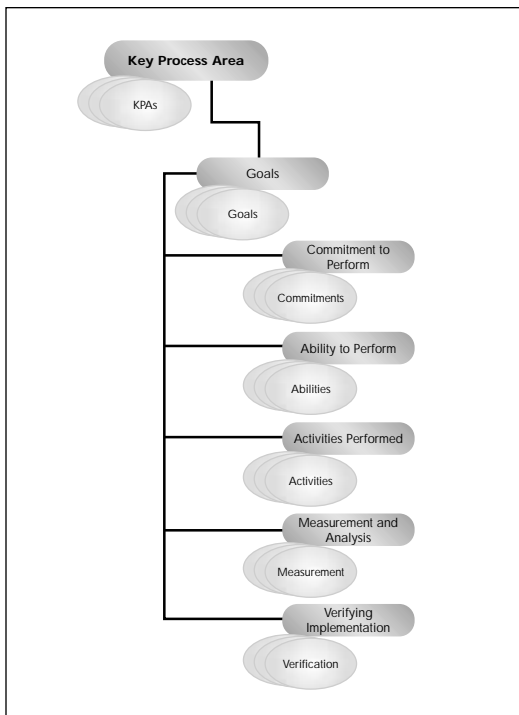 Key Process Area
KPAs
Goals
Goals
Commitment to
Perform
Commitments
Ability to Perform
Abilities
Activities Performed
Activities
Measurement and
Analysis
Measurement
Verifying
Implementation
Verification